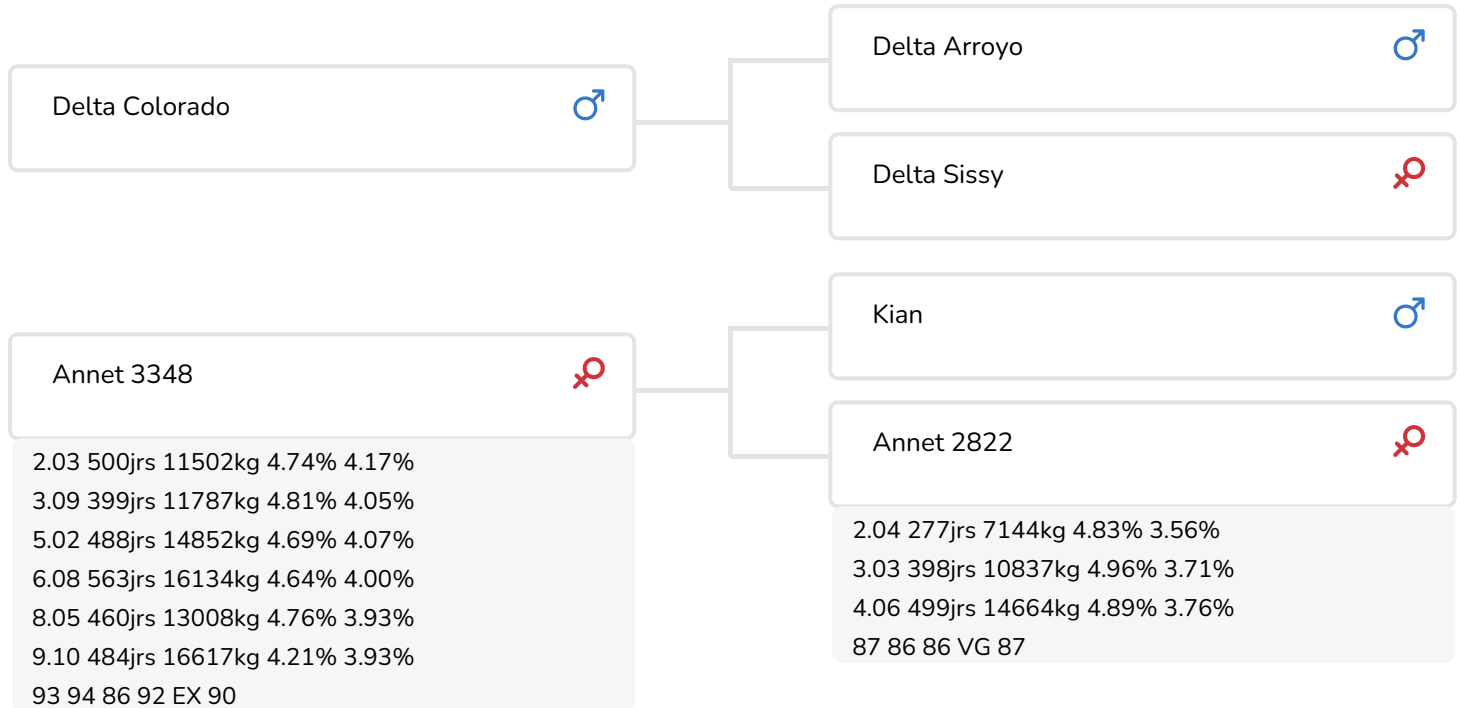 Delta Colorado
Delta Arroyo
Delta Sissy
Annet 3348
2.03 500jrs 11502kg 4.74% 4.17%
3.09 399jrs 11787kg 4.81% 4.05%
5.02 488jrs 14852kg 4.69% 4.07%
6.08 563jrs 16134kg 4.64% 4.00%
8.05 460jrs 13008kg 4.76% 3.93%
9.10 484jrs 16617kg 4.21% 3.93%
93 94 86 92 EX 90
Kian
Annet 2822
2.04 277jrs 7144kg 4.83% 3.56%
3.03 398jrs 10837kg 4.96% 3.71%
4.06 499jrs 14664kg 4.89% 3.76%
87 86 86 VG 87